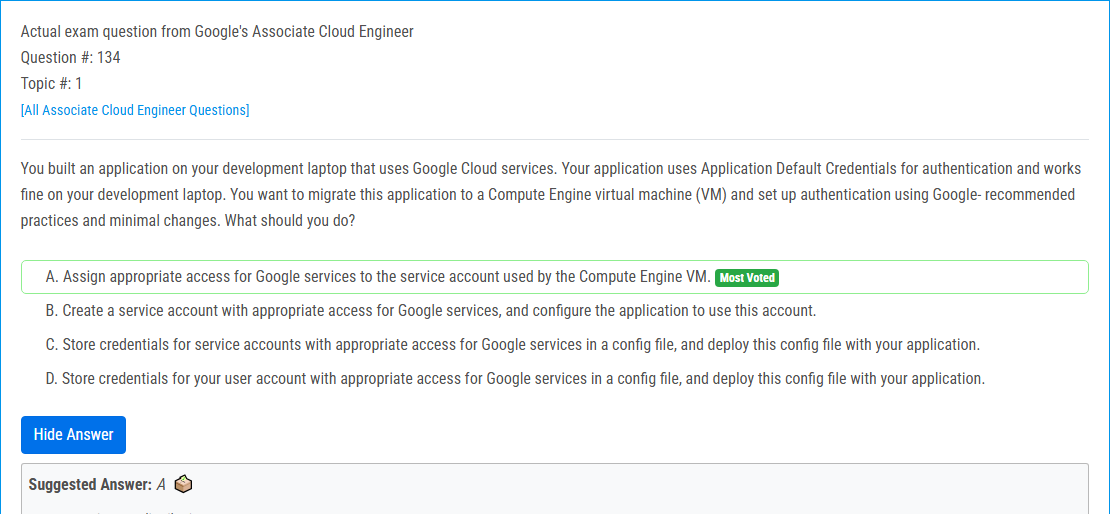 Actual exam question from Google's Associate Cloud Engineer
Question #: 134
Topic #: 1
[All Associate Cloud Engineer Questions]
You built an application on your development laptop that uses Google Cloud services. Your application uses Application Default Credentials for authentication and works
fine on your development laptop. You want to migrate this application to a Compute Engine virtual machine (VM) and set up authentication using Google- recommended
practices and minimal changes. What should you do?
A. Assign appropriate access for Google services to the service account used by the Compute Engine VM. Most Voted
B. Create a service account with appropriate access for Google services, and configure the application to use this account.
C. Store credentials for service accounts with appropriate access for Google services in a config file, and deploy this config file with your application.
D. Store credentials for your user account with appropriate access for Google services in a config file, and deploy this config file with your application.
Hide Answer
Suggested Answer: A